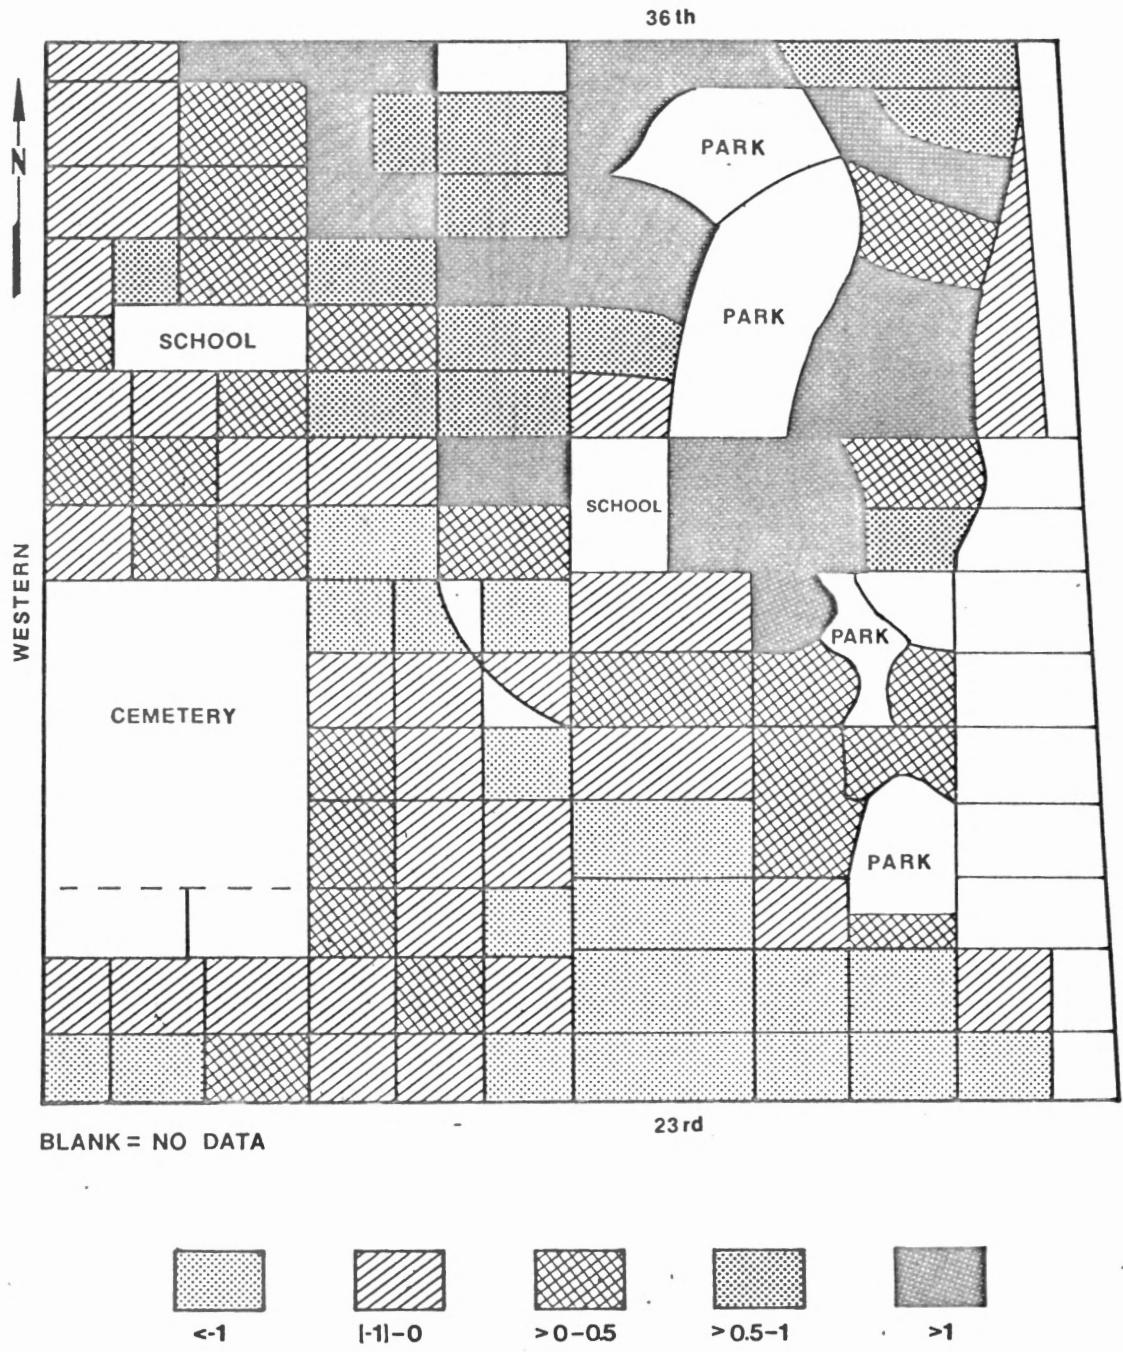 36th
N
PARK
PARK
SCHOOL
SCHOOL
WESTERN
PARK
CEMETERY
PARK
23rd
BLANK = NO DATA
<-1 [-1]-0 >0-0.5 >0.5-1 >1